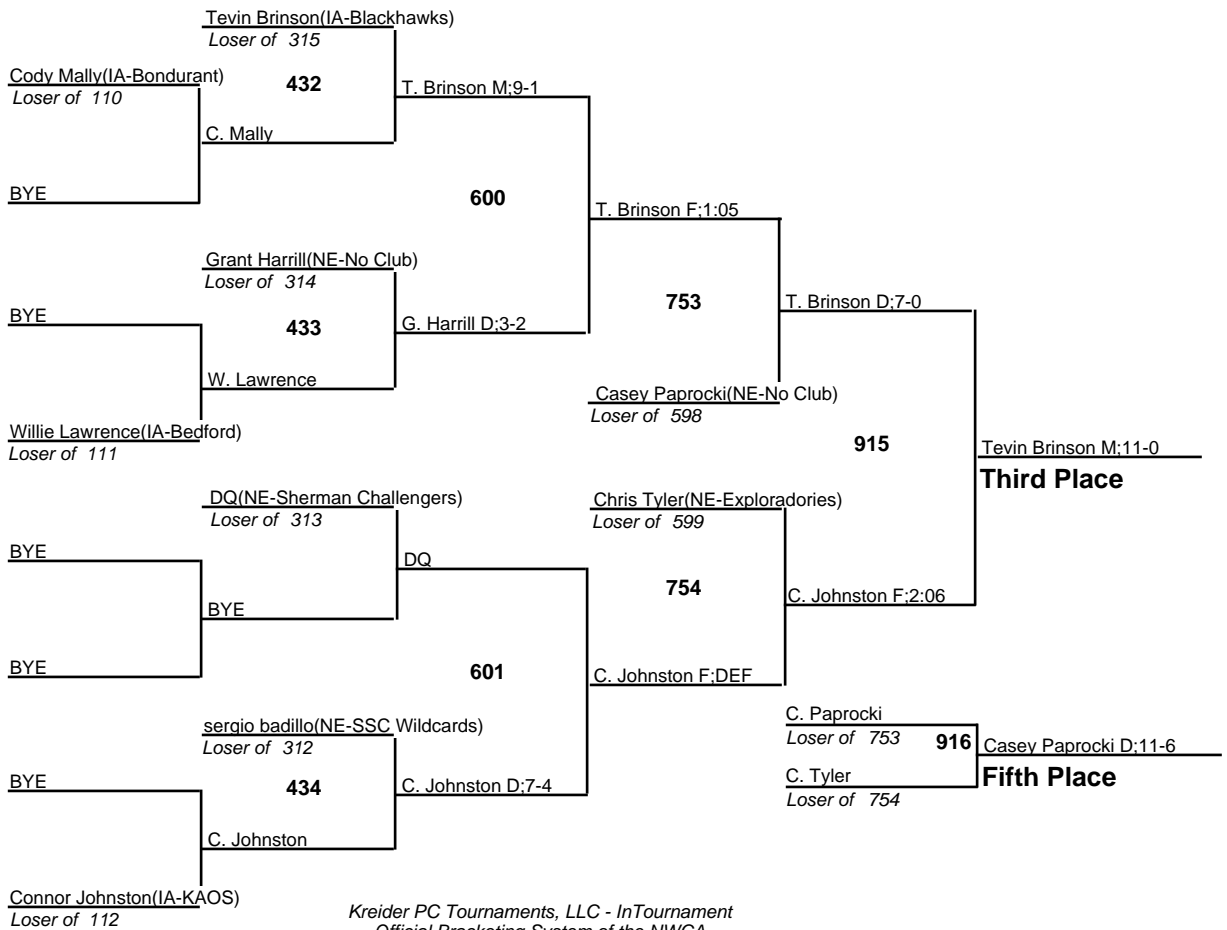 Tevin Brinson(IA-Blackhawks)
Loser of 315
Cody Mally(IA-Bondurant)
Loser of 110
432
T. Brinson M;9-1
C. Mally
BYE
600
T. Brinson F;1:05
Grant Harrill(NE-No Club)
Loser of 314
BYE
433
G. Harrill D;3-2
753
T. Brinson D;7-0
W. Lawrence
Casey Paprocki(NE-No Club)
Loser of 598
Willie Lawrence(IA-Bedford)
Loser of 111
915
Tevin Brinson M;11-0
Third Place
DQ(NE-Sherman Challengers)
Loser of 313
Chris Tyler(NE-Exploradories)
Loser of 599
BYE
DQ
754
C. Johnston F;2:06
BYE
BYE
601
C. Johnston F;DEF
sergio badillo(NE-SSC Wildcards)
Loser of 312
C. Paprocki
Loser of 753
916
Casey Paprocki D;11-6
Fifth Place
BYE
434
C. Johnston D;7-4
C. Tyler
Loser of 754
C. Johnston
Connor Johnston(IA-KAOS)
Loser of 112
Kreider PC Tournaments, LLC - InTournament
Official Bracketing System of the NWCA